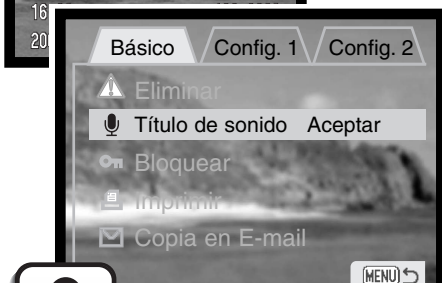 16
20
Básico Config. 1 Config. 2
Eliminar
Título de sonido Aceptar
Bloquear
Imprimir
Copia en E-mail
MENU